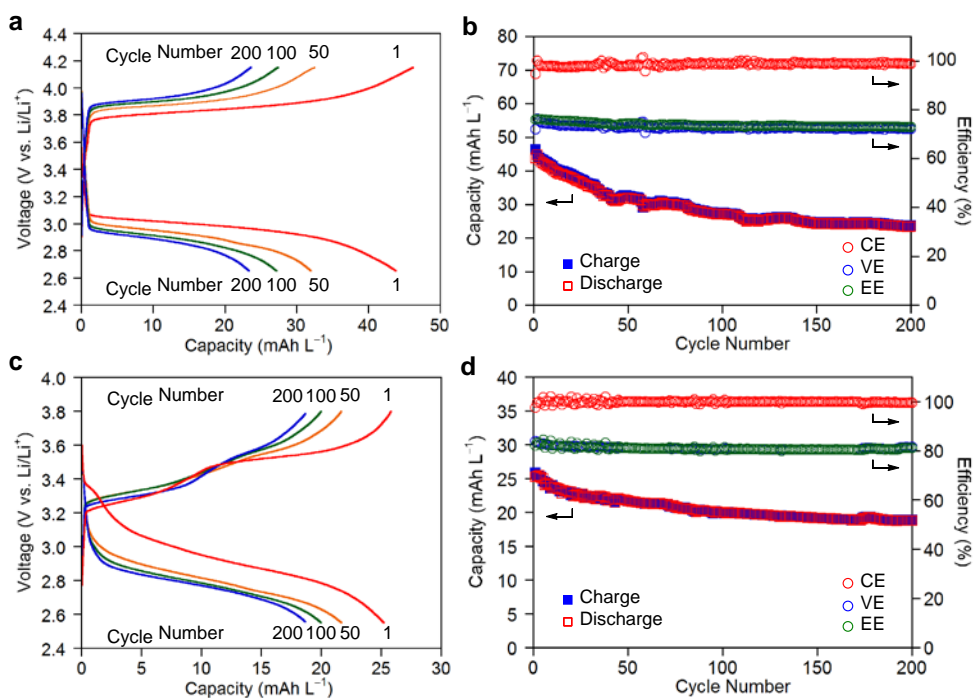 a
Cycle Number
200 100 50 1
4.4
4.2
4.0
3.8
3.6
3.4
3.2
3.0
2.8
2.6
2.4
Voltage (V vs. Li/Li⁺)
Cycle Number
200 100 50 1
0 10 20 30 40 50
Capacity (mAh L⁻¹)
b
80
70
60
50
40
30
20
10
0
Capacity (mAh L⁻¹)
Charge
Discharge
CE
VE
EE
100
80
60
40
20
0
Efficiency (%)
0 50 100 150 200
Cycle Number
c
Cycle Number
200 100 50 1
4.0
3.8
3.6
3.4
3.2
3.0
2.8
2.6
2.4
Voltage (V vs. Li/Li⁺)
Cycle Number
200 100 50 1
0 5 10 15 20 25 30
Capacity (mAh L⁻¹)
d
40
35
30
25
20
15
10
5
0
Capacity (mAh L⁻¹)
Charge
Discharge
CE
VE
EE
100
80
60
40
20
0
Efficiency (%)
0 50 100 150 200
Cycle Number